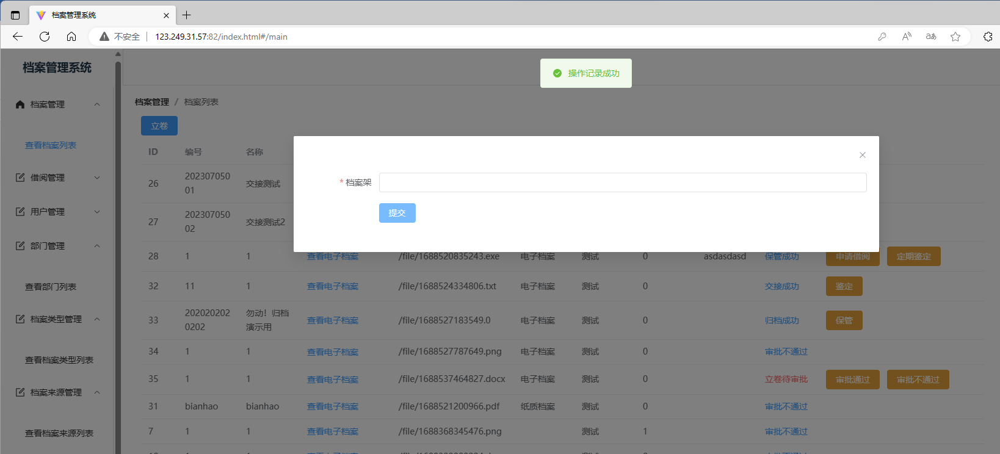 档案管理系统
不安全
123.249.31.57:82/index.html#/main
档案管理系统
操作记录成功
档案管理
档案管理 / 档案列表
立卷
查看档案列表
ID 编号 名称
借阅管理
26 20230705001 交接测试
* 档案架
用户管理
提交
27 20230705002 交接测试2
部门管理
28 1 1 查看电子档案 /file/1688520835243.exe 电子档案 测试 0 asdasdasd 保管成功 申请借阅 定期鉴定
查看部门列表
32 11 1 查看电子档案 /file/1688524334806.txt 电子档案 测试 0 交接成功 鉴定
档案类型管理
33 2020202020202 勿动！归档演示用 查看电子档案 /file/1688527183549.0 电子档案 测试 0 归档成功 保管
查看档案类型列表
34 1 1 查看电子档案 /file/1688527787649.png 电子档案 测试 0 审批不通过
35 1 1 查看电子档案 /file/1688537464827.docx 电子档案 测试 0 立卷待审批 审批通过 审批不通过
档案来源管理
31 bianhao bianhao 查看电子档案 /file/1688521200966.pdf 纸质档案 测试 0 审批不通过
查看档案来源列表
7 1 1 查看电子档案 /file/1688368345476.png 测试 1 审批不通过